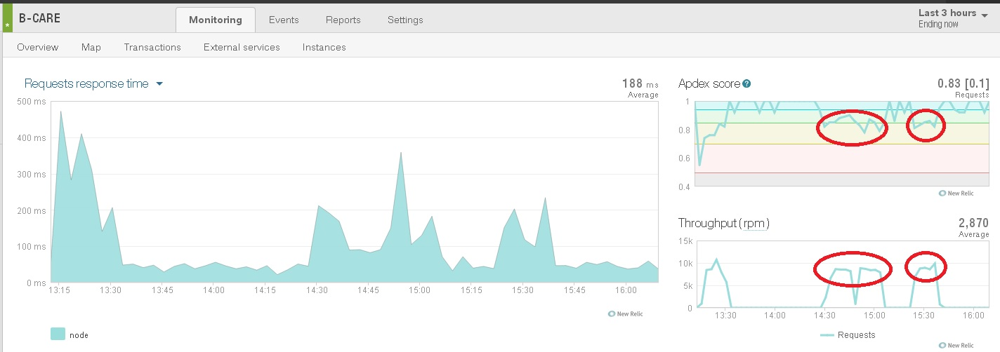 B-CARE
*
Monitoring Events Reports Settings
Last 3 hours
Ending now
Overview Map Transactions External services Instances
Requests response time
188 ms
Average
500 ms
400 ms
300 ms
200 ms
100 ms
0 ms
13:15 13:30 13:45 14:00 14:15 14:30 14:45 15:00 15:15 15:30 15:45 16:00
New Relic
node
Apdex score ?
0.83 [0.1]
Requests
1
0.8
0.6
0.4
New Relic
Throughput (rpm)
2,870
Average
15k
10k
5k
0
13:30 14:00 14:30 15:00 15:30 16:00
Requests
New Relic